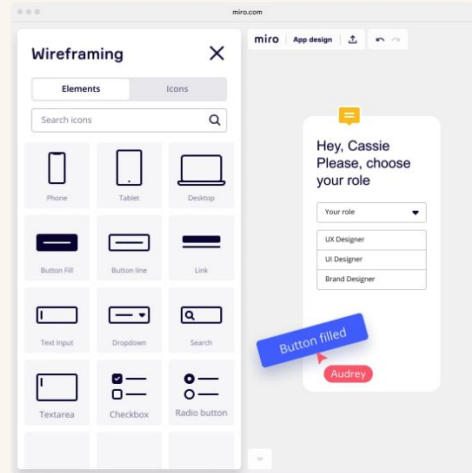 miro.com
Wireframing
Elements
Icons
Search icons
Phone
Tablet
Desktop
Button Fill
Button line
Link
Text Input
Dropdown
Search
Textarea
Checkbox
Radio button
miro
App design
Hey, Cassie
Please, choose
your role
Your role
UX Designer
UI Designer
Brand Designer
Button filled
Audrey